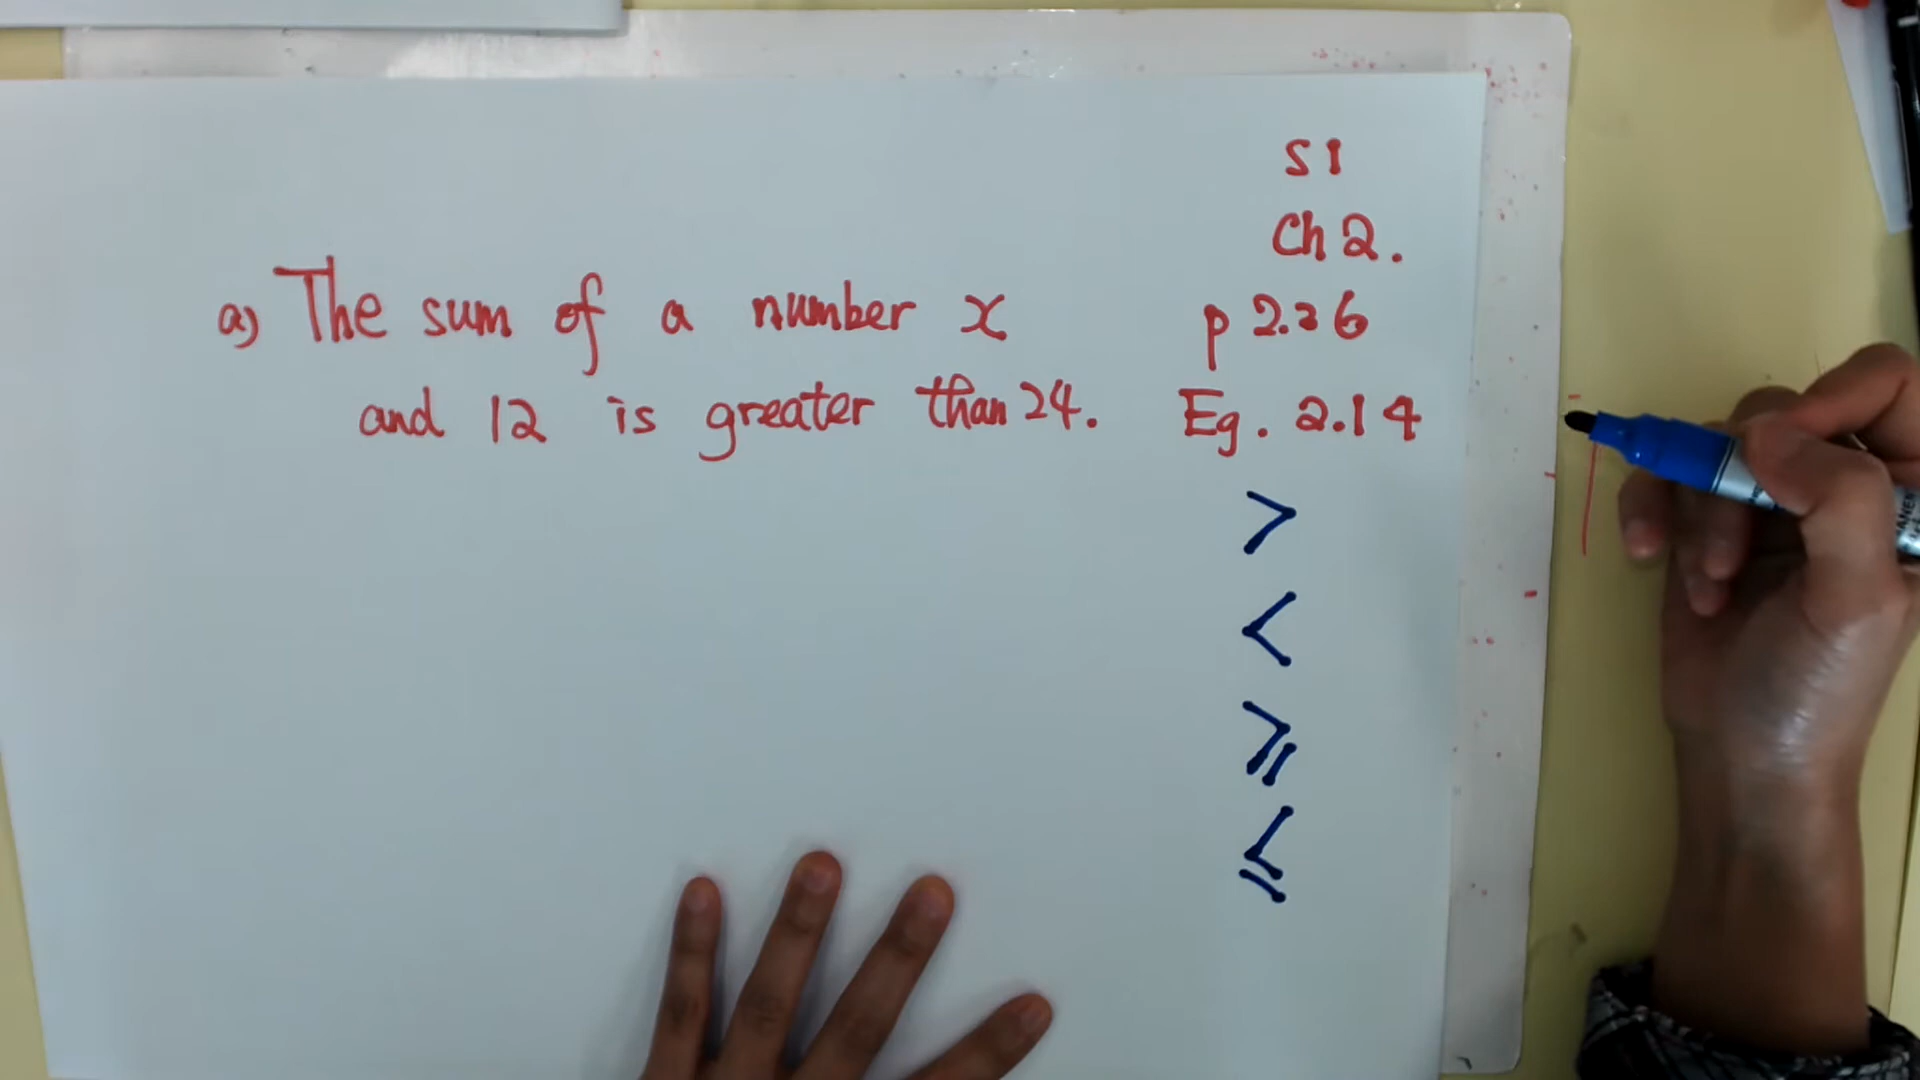 S1
Ch 2.
a) The sum of a number x
p 2.26
and 12 is greater than 24.
Eg. 2.14
>
<
⩾
⩽